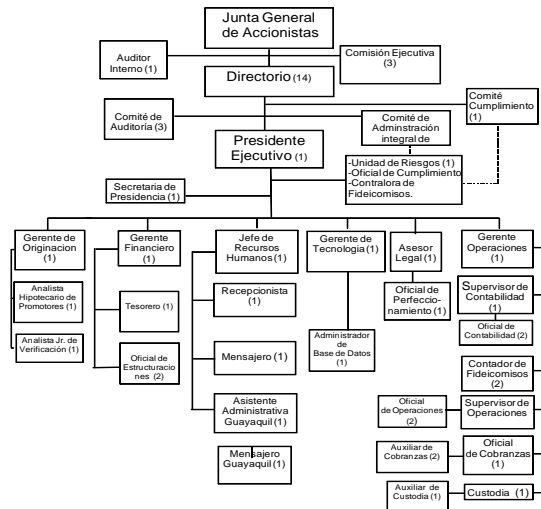 Junta General
de Accionistas
Auditor
Interno (1)
Comisión Ejecutiva
(3)
Directorio (14)
Comité
Cumplimiento
(1)
Comité de
Auditoría (3)
Comité de
Adminstración
integral de
Presidente
Ejecutivo (1)
-Unidad de Riesgos (1)
-Oficial de Cumplimiento
-Contralora de
Fideicomisos.
Secretaria de
Presidencia (1)
Gerente de
Originacion
(1)
Gerente
Financiero
(1)
Jefe de
Recursos
Humanos (1)
Gerente de
Tecnologia (1)
Asesor
Legal (1)
Gerente
Operaciones
(1)
Analista
Hipotecario de
Promotores (1)
Analista Jr. de
Verificación (1)
Tesorero (1)
Oficial de
Estructuracio
nes (2)
Recepcionista
(1)
Mensajero (1)
Asistente
Administrativa
Guayaquil (1)
Mensajero
Guayaquil (1)
Administrador
de
Base de Datos
(1)
Oficial de
Perfeccio-
namiento (1)
Supervisor de
Contabilidad
(1)
Oficial de
Contabilidad (2)
Contador de
Fideicomisos
(2)
Oficial
de Operaciones
(2)
Supervisor de
Operaciones
Auxiliar de
Cobranzas (2)
Oficial
de Cobranzas
(1)
Auxiliar de
Custodia (1)
Custodia (1)